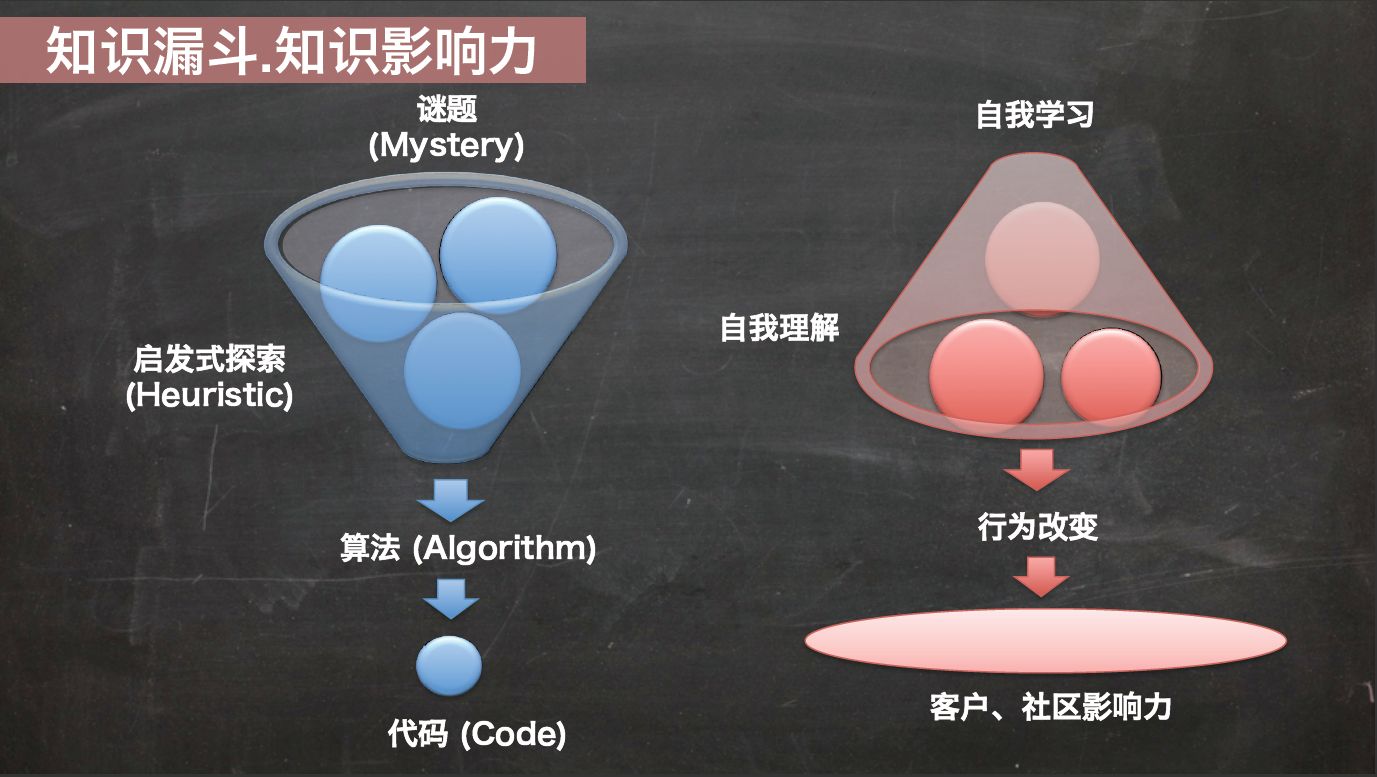 知识漏斗.知识影响力
谜题
(Mystery)
启发式探索
(Heuristic)
算法 (Algorithm)
代码 (Code)
自我学习
自我理解
行为改变
客户、社区影响力